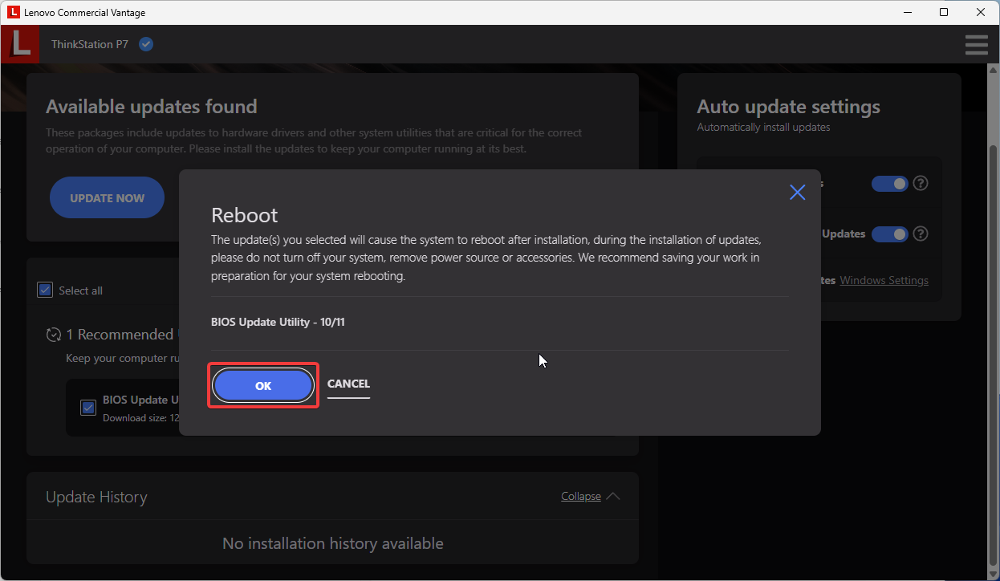 L Lenovo Commercial Vantage
L ThinkStation P7
Available updates found
These packages include updates to hardware drivers and other system utilities that are critical for the correct
operation of your computer. Please install the updates to keep your computer running at its best.
UPDATE NOW
Auto update settings
Automatically install updates
s ?
Updates ?
tes Windows Settings
Reboot
The update(s) you selected will cause the system to reboot after installation, during the installation of updates,
please do not turn off your system, remove power source or accessories. We recommend saving your work in
preparation for your system rebooting.
BIOS Update Utility - 10/11
OK CANCEL
Select all
1 Recommended
Keep your computer ru
BIOS Update U
Download size: 12
Update History Collapse
No installation history available